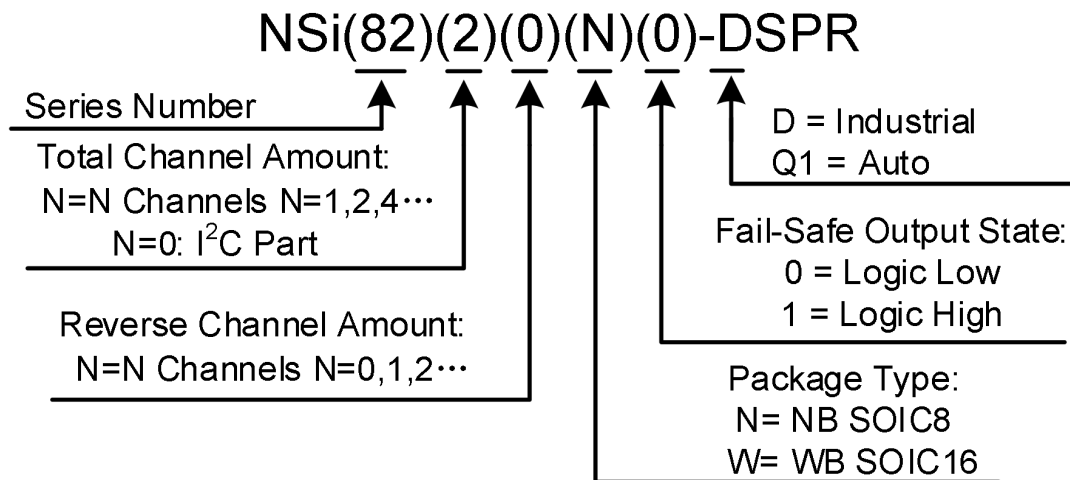 NSi(82)(2)(0)(N)(0)-DSPR
Series Number
Total Channel Amount:
N=N Channels N=1,2,4···
N=0: I²C Part
Reverse Channel Amount:
N=N Channels N=0,1,2···
D = Industrial
Q1 = Auto
Fail-Safe Output State:
0 = Logic Low
1 = Logic High
Package Type:
N= NB SOIC8
W= WB SOIC16